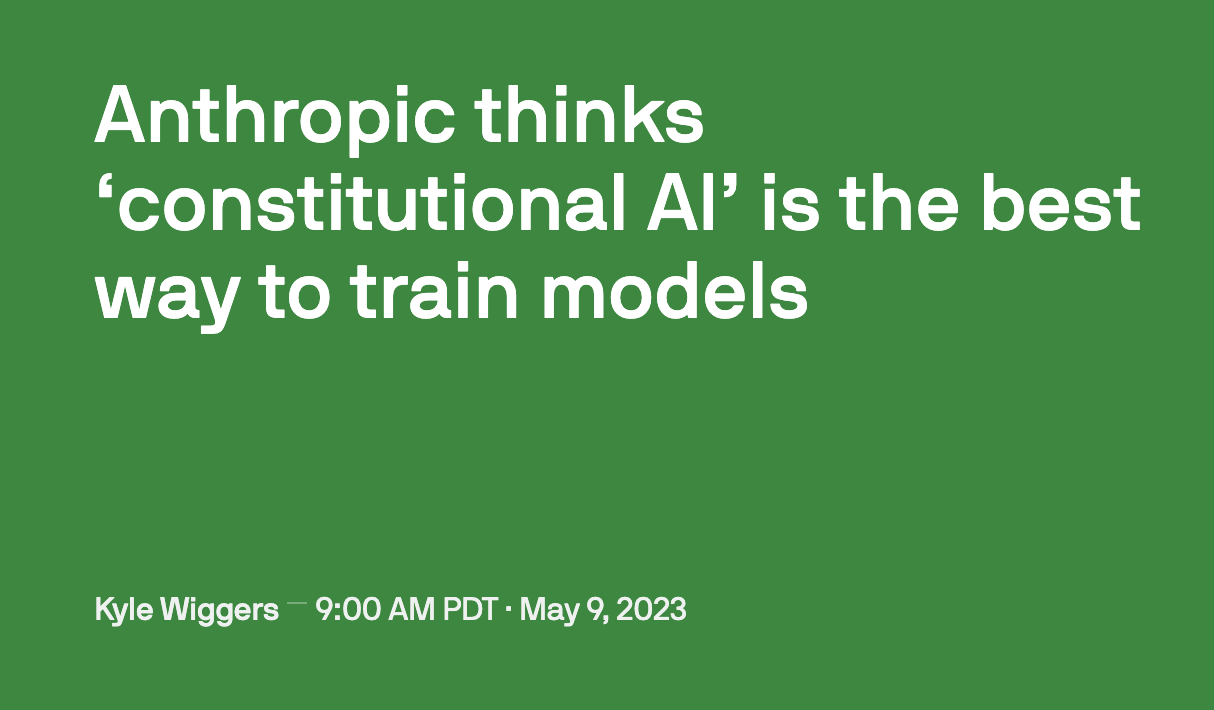 Anthropic thinks
‘constitutional AI’ is the best
way to train models
Kyle Wiggers — 9:00 AM PDT · May 9, 2023